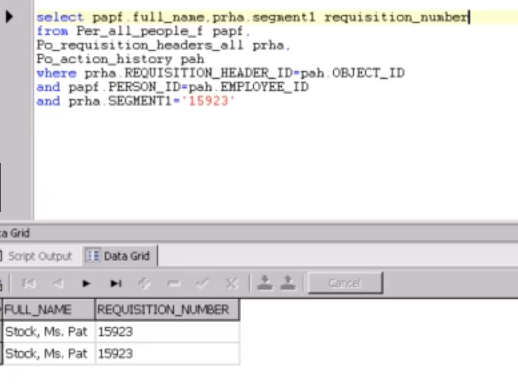 select papf.full_name,prha.segment1 requisition_number
from Per_all_people_f papf,
Po_requisition_headers_all prha,
Po_action_history pah
where prha.REQUISITION_HEADER_ID=pah.OBJECT_ID
and papf.PERSON_ID=pah.EMPLOYEE_ID
and prha.SEGMENT1='15923'
ta Grid
Script Output Data Grid
Cancel
FULL_NAME REQUISITION_NUMBER
Stock, Ms. Pat 15923
Stock, Ms. Pat 15923